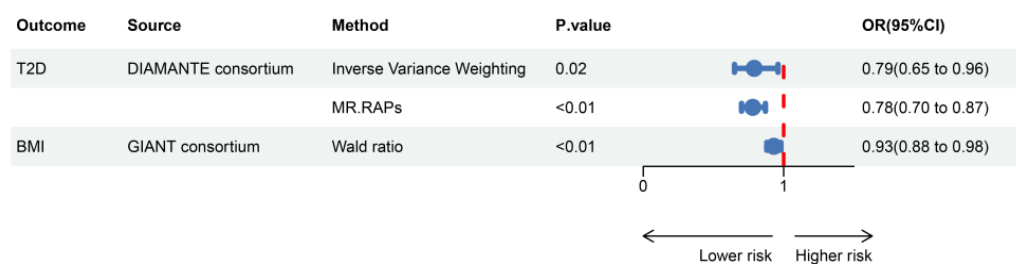 Outcome Source Method P.value OR(95%CI)
T2D DIAMANTE consortium Inverse Variance Weighting 0.02 0.79(0.65 to 0.96)
MR.RAPs <0.01 0.78(0.70 to 0.87)
BMI GIANT consortium Wald ratio <0.01 0.93(0.88 to 0.98)
0 1
Lower risk Higher risk